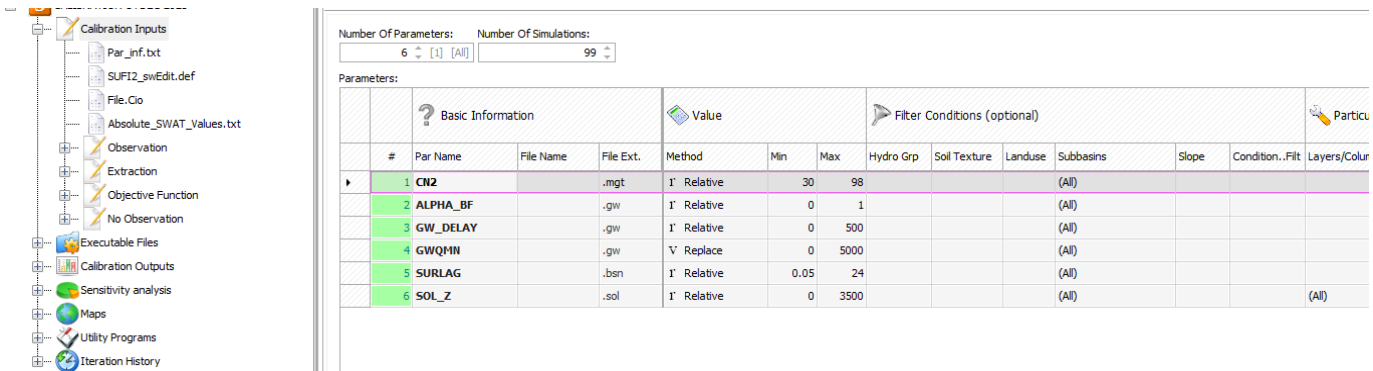 Calibration Inputs
Par_inf.txt
SUFI2_swEdit.def
File.Cio
Absolute_SWAT_Values.txt
Observation
Extraction
Objective Function
No Observation
Executable Files
Calibration Outputs
Sensitivity analysis
Maps
Utility Programs
Iteration History
Number Of Parameters: Number Of Simulations:
6 [1] [All] 99
Parameters:
? Basic Information Value Filter Conditions (optional) Particu
# Par Name File Name File Ext. Method Min Max Hydro Grp Soil Texture Landuse Subbasins Slope Condition..Filt Layers/Colur
1 CN2 .mgt r Relative 30 98 (All)
2 ALPHA_BF .gw r Relative 0 1 (All)
3 GW_DELAY .gw r Relative 0 500 (All)
4 GWQMN .gw V Replace 0 5000 (All)
5 SURLAG .bsn r Relative 0.05 24 (All)
6 SOL_Z .sol r Relative 0 3500 (All) (All)